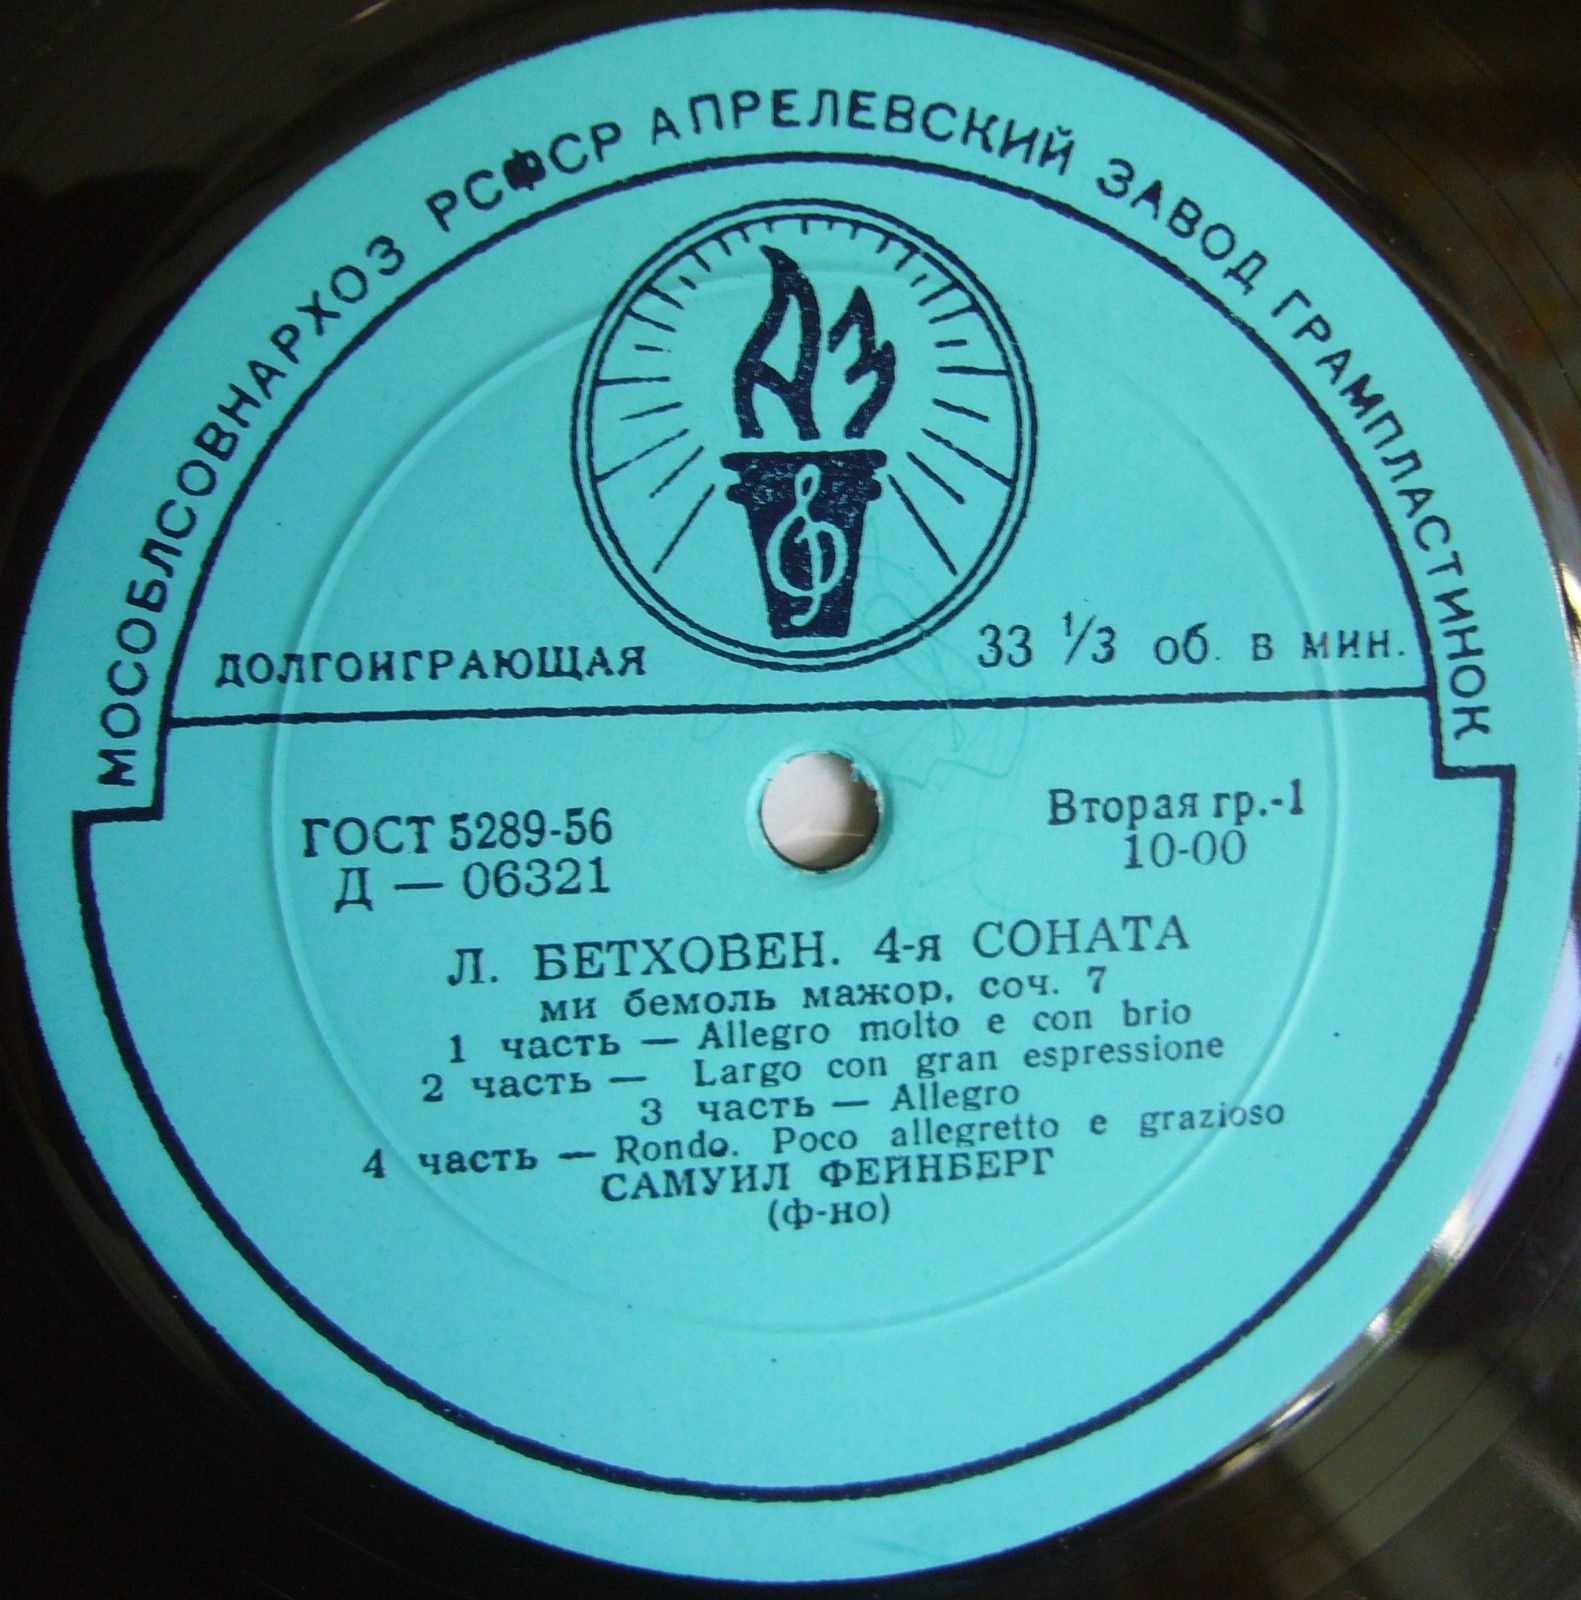 МОСОБЛСОВНАРХОЗ РСФСР АПРЕЛЕВСКИЙ ЗАВОД ГРАМПЛАСТИНОК
АЗ
ДОЛГОИГРАЮЩАЯ
33 1/3 об. в мин.
ГОСТ 5289-56
Д — 06321
Вторая гр.-1
10-00
Л. БЕТХОВЕН. 4-я СОНАТА
ми бемоль мажор, соч. 7
1 часть — Allegro molto e con brio
2 часть — Largo con gran espressione
3 часть — Allegro
4 часть — Rondo. Poco allegretto e grazioso
САМУИЛ ФЕЙНБЕРГ
(ф-но)